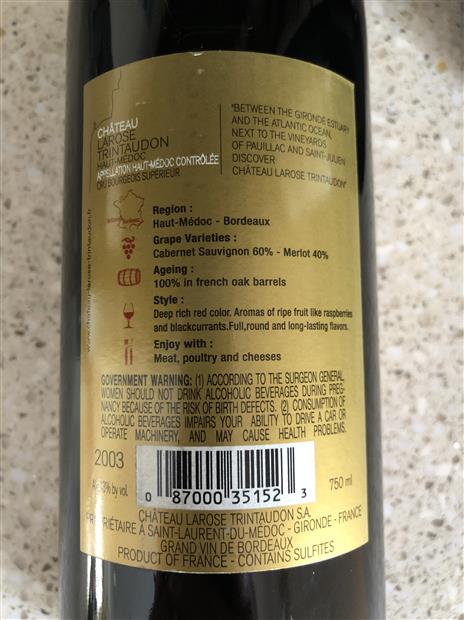 CHÂTEAU
LAROSE
TRINTAUDON
HAUT-MÉDOC
APPELLATION HAUT-MÉDOC CONTRÔLÉE
CRU BOURGEOIS SUPÉRIEUR
"BETWEEN THE GIRONDE ESTUARY
AND THE ATLANTIC OCEAN,
NEXT TO THE VINEYARDS
OF PAUILLAC AND SAINT-JULIEN
DISCOVER
CHÂTEAU LAROSE TRINTAUDON"
www.chateau-larose-trintaudon.fr
Region :
Haut-Médoc - Bordeaux
Grape Varieties :
Cabernet Sauvignon 60% - Merlot 40%
Ageing :
100% in french oak barrels
Style :
Deep rich red color. Aromas of ripe fruit like raspberries
and blackcurrants.Full,round and long-lasting flavors.
Enjoy with :
Meat, poultry and cheeses
GOVERNMENT WARNING: (1) ACCORDING TO THE SURGEON GENERAL,
WOMEN SHOULD NOT DRINK ALCOHOLIC BEVERAGES DURING PREG-
NANCY BECAUSE OF THE RISK OF BIRTH DEFECTS. (2) CONSUMPTION OF
ALCOHOLIC BEVERAGES IMPAIRS YOUR ABILITY TO DRIVE A CAR OR
OPERATE MACHINERY, AND MAY CAUSE HEALTH PROBLEMS.
2003
by vol.
0 87000 35152 3
750 ml
CHÂTEAU LAROSE TRINTAUDON S.A.
PROPRIÉTAIRE À SAINT-LAURENT-DU-MÉDOC - GIRONDE - FRANCE
GRAND VIN DE BORDEAUX
PRODUCT OF FRANCE - CONTAINS SULFITES